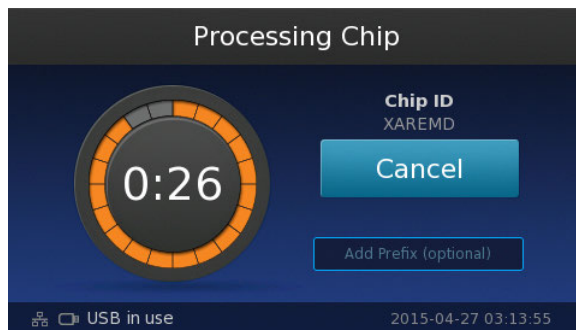 Processing Chip
Chip ID
XAREMD
0:26
Cancel
Add Prefix (optional)
USB in use
2015-04-27 03:13:55